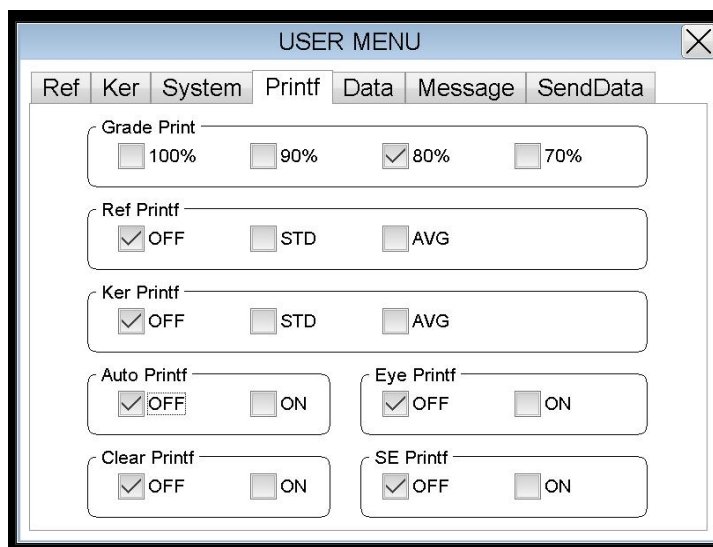 USER MENU
Ref Ker System Printf Data Message SendData
Grade Print
100% 90% 80% 70%
Ref Printf
OFF STD AVG
Ker Printf
OFF STD AVG
Auto Printf Eye Printf
OFF ON OFF ON
Clear Printf SE Printf
OFF ON OFF ON